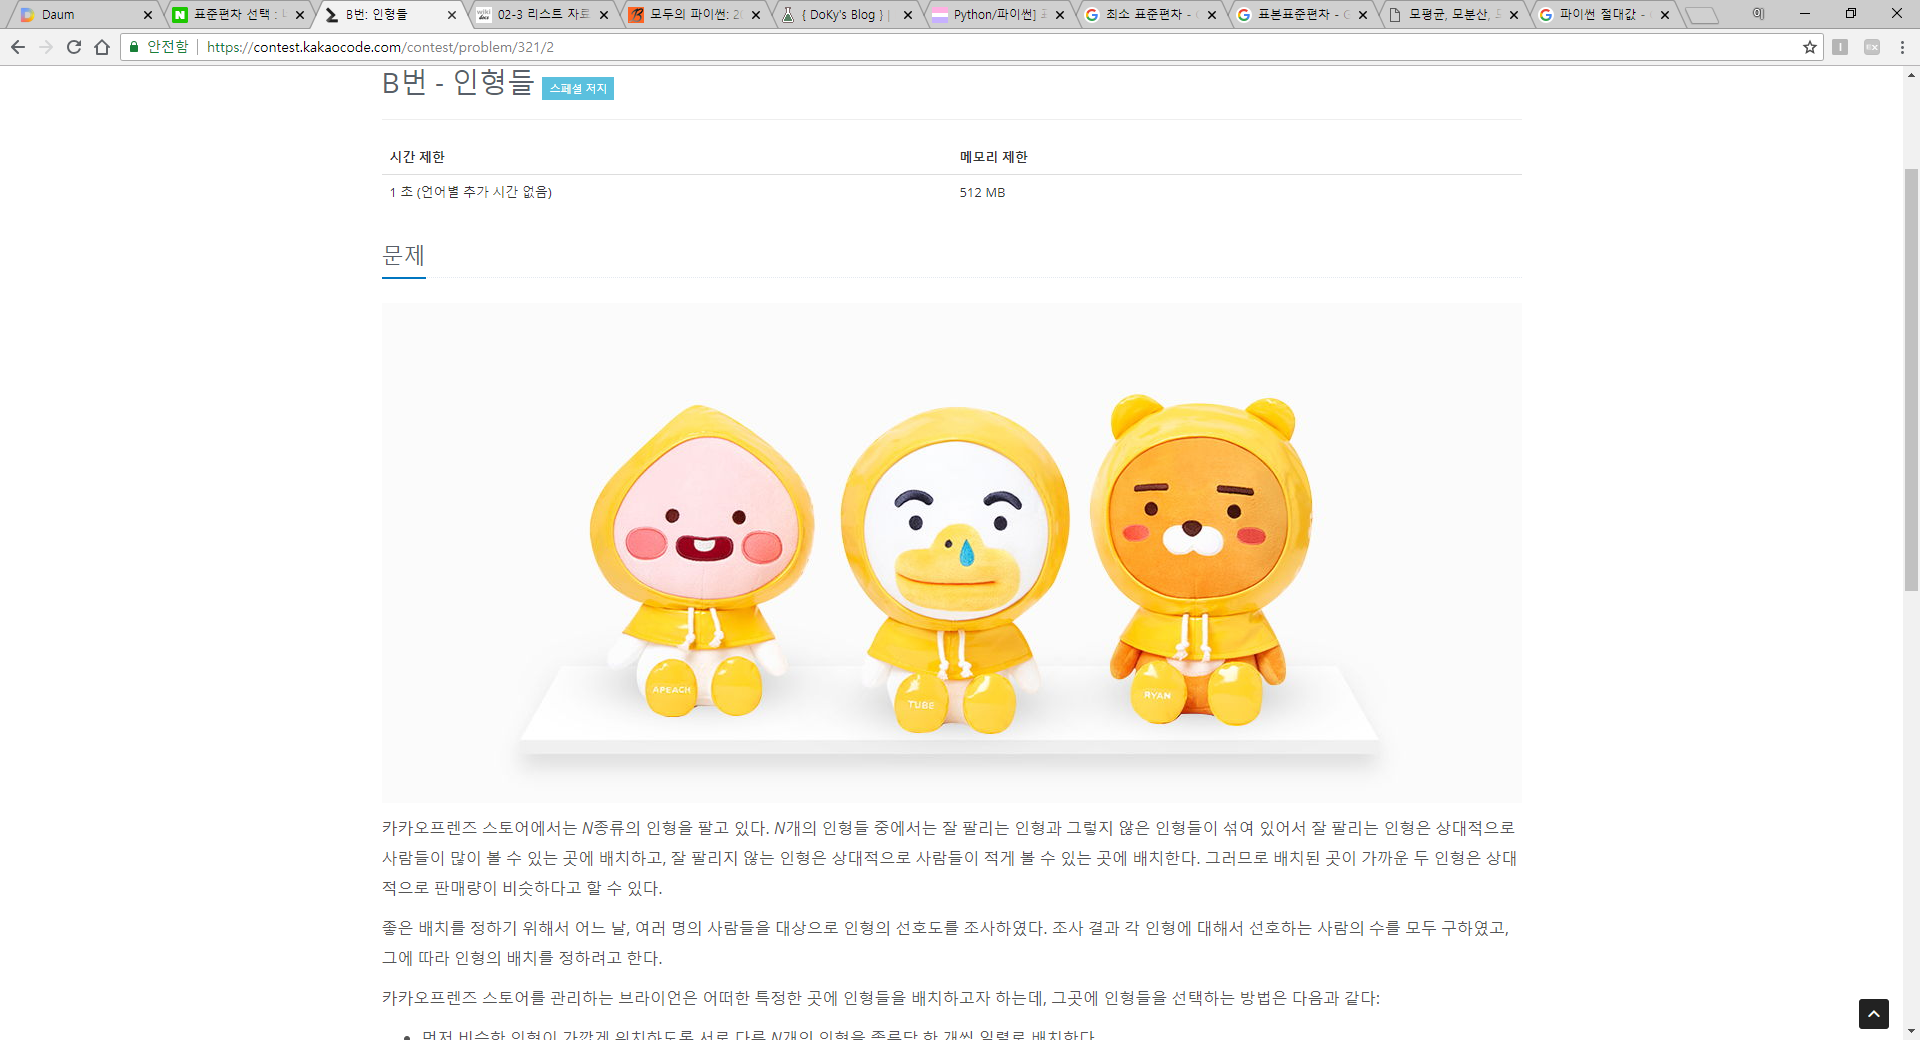 Daum
표준편차 선택 : 네
B번: 인형들
02-3 리스트 자료
모두의 파이썬: 20
{ DoKy's Blog } |
Python/파이썬]
최소 표준편차 - G
표본표준편차 - G
모평균, 모분산,
파이썬 절대값 -
안전함 | https://contest.kakaocode.com/contest/problem/321/2
B번 - 인형들 스페셜 저지
시간 제한 메모리 제한
1 초 (언어별 추가 시간 없음) 512 MB
문제
APEACH
TUBE
RYAN
카카오프렌즈 스토어에서는 N종류의 인형을 팔고 있다. N개의 인형들 중에서는 잘 팔리는 인형과 그렇지 않은 인형들이 섞여 있어서 잘 팔리는 인형은 상대적으로
사람들이 많이 볼 수 있는 곳에 배치하고, 잘 팔리지 않는 인형은 상대적으로 사람들이 적게 볼 수 있는 곳에 배치한다. 그러므로 배치된 곳이 가까운 두 인형은 상대
적으로 판매량이 비슷하다고 할 수 있다.
좋은 배치를 정하기 위해서 어느 날, 여러 명의 사람들을 대상으로 인형의 선호도를 조사하였다. 조사 결과 각 인형에 대해서 선호하는 사람의 수를 모두 구하였고,
그에 따라 인형의 배치를 정하려고 한다.
카카오프렌즈 스토어를 관리하는 브라이언은 어떠한 특정한 곳에 인형들을 배치하고자 하는데, 그곳에 인형들을 선택하는 방법은 다음과 같다:
• 먼저 비슷한 인형이 가깝게 위치하도록 서로 다른 N개의 인형을 종류당 한 개씩 일렬로 배치한다.